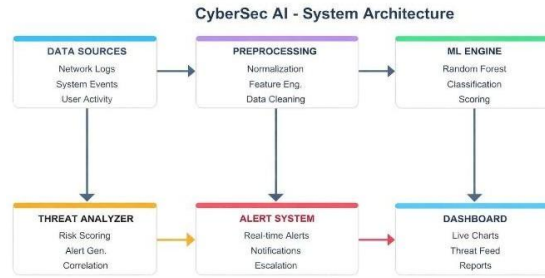 CyberSec AI - System Architecture
DATA SOURCES
Network Logs
System Events
User Activity
PREPROCESSING
Normalization
Feature Eng.
Data Cleaning
ML ENGINE
Random Forest
Classification
Scoring
THREAT ANALYZER
Risk Scoring
Alert Gen.
Correlation
ALERT SYSTEM
Real-time Alerts
Notifications
Escalation
DASHBOARD
Live Charts
Threat Feed
Reports